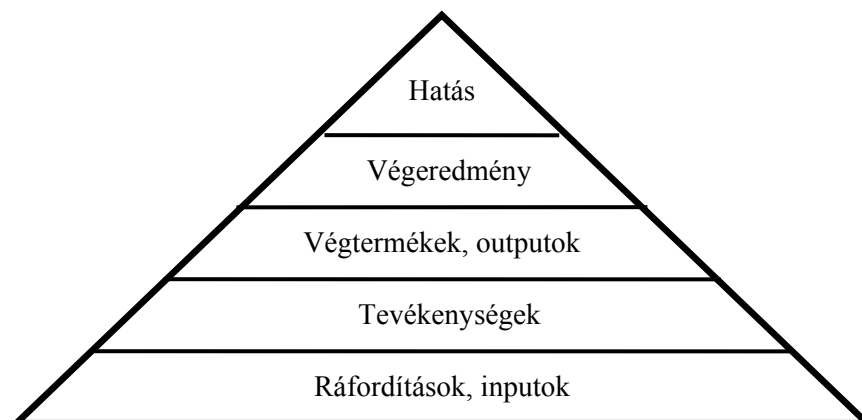 Hatás
Végeredmény
Végtermékek, outputok
Tevékenységek
Ráfordítások, inputok